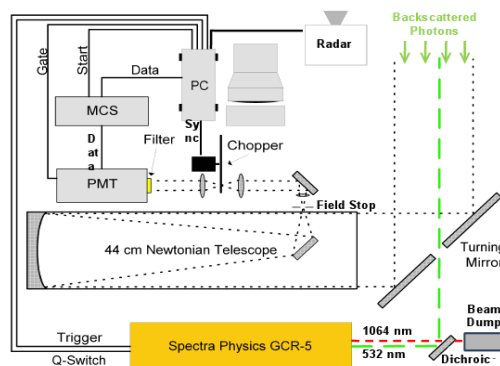 Backscattered
Photons
Radar
Gate
Start
Data
PC
MCS
Sync
Data
Filter
Chopper
PMT
Field Stop
44 cm Newtonian Telescope
Turning
Mirror
Trigger
Q-Switch
Spectra Physics GCR-5
1064 nm
532 nm
Beam
Dump
Dichroic-